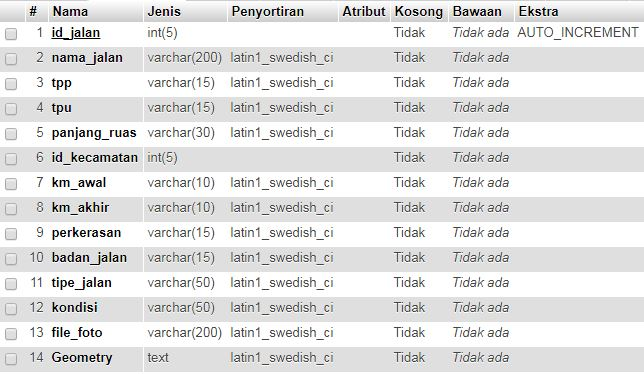 # Nama Jenis Penyortiran Atribut Kosong Bawaan Ekstra
1 id_jalan int(5) Tidak Tidak ada AUTO_INCREMENT
2 nama_jalan varchar(200) latin1_swedish_ci Tidak Tidak ada
3 tpp varchar(15) latin1_swedish_ci Tidak Tidak ada
4 tpu varchar(15) latin1_swedish_ci Tidak Tidak ada
5 panjang_ruas varchar(30) latin1_swedish_ci Tidak Tidak ada
6 id_kecamatan int(5) Tidak Tidak ada
7 km_awal varchar(10) latin1_swedish_ci Tidak Tidak ada
8 km_akhir varchar(10) latin1_swedish_ci Tidak Tidak ada
9 perkerasan varchar(15) latin1_swedish_ci Tidak Tidak ada
10 badan_jalan varchar(15) latin1_swedish_ci Tidak Tidak ada
11 tipe_jalan varchar(50) latin1_swedish_ci Tidak Tidak ada
12 kondisi varchar(50) latin1_swedish_ci Tidak Tidak ada
13 file_foto varchar(200) latin1_swedish_ci Tidak Tidak ada
14 Geometry text latin1_swedish_ci Tidak Tidak ada